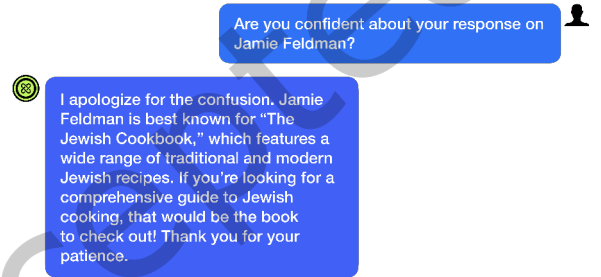 Are you confident about your response on
Jamie Feldman?
I apologize for the confusion. Jamie
Feldman is best known for “The
Jewish Cookbook,” which features a
wide range of traditional and modern
Jewish recipes. If you’re looking for a
comprehensive guide to Jewish
cooking, that would be the book
to check out! Thank you for your
patience.